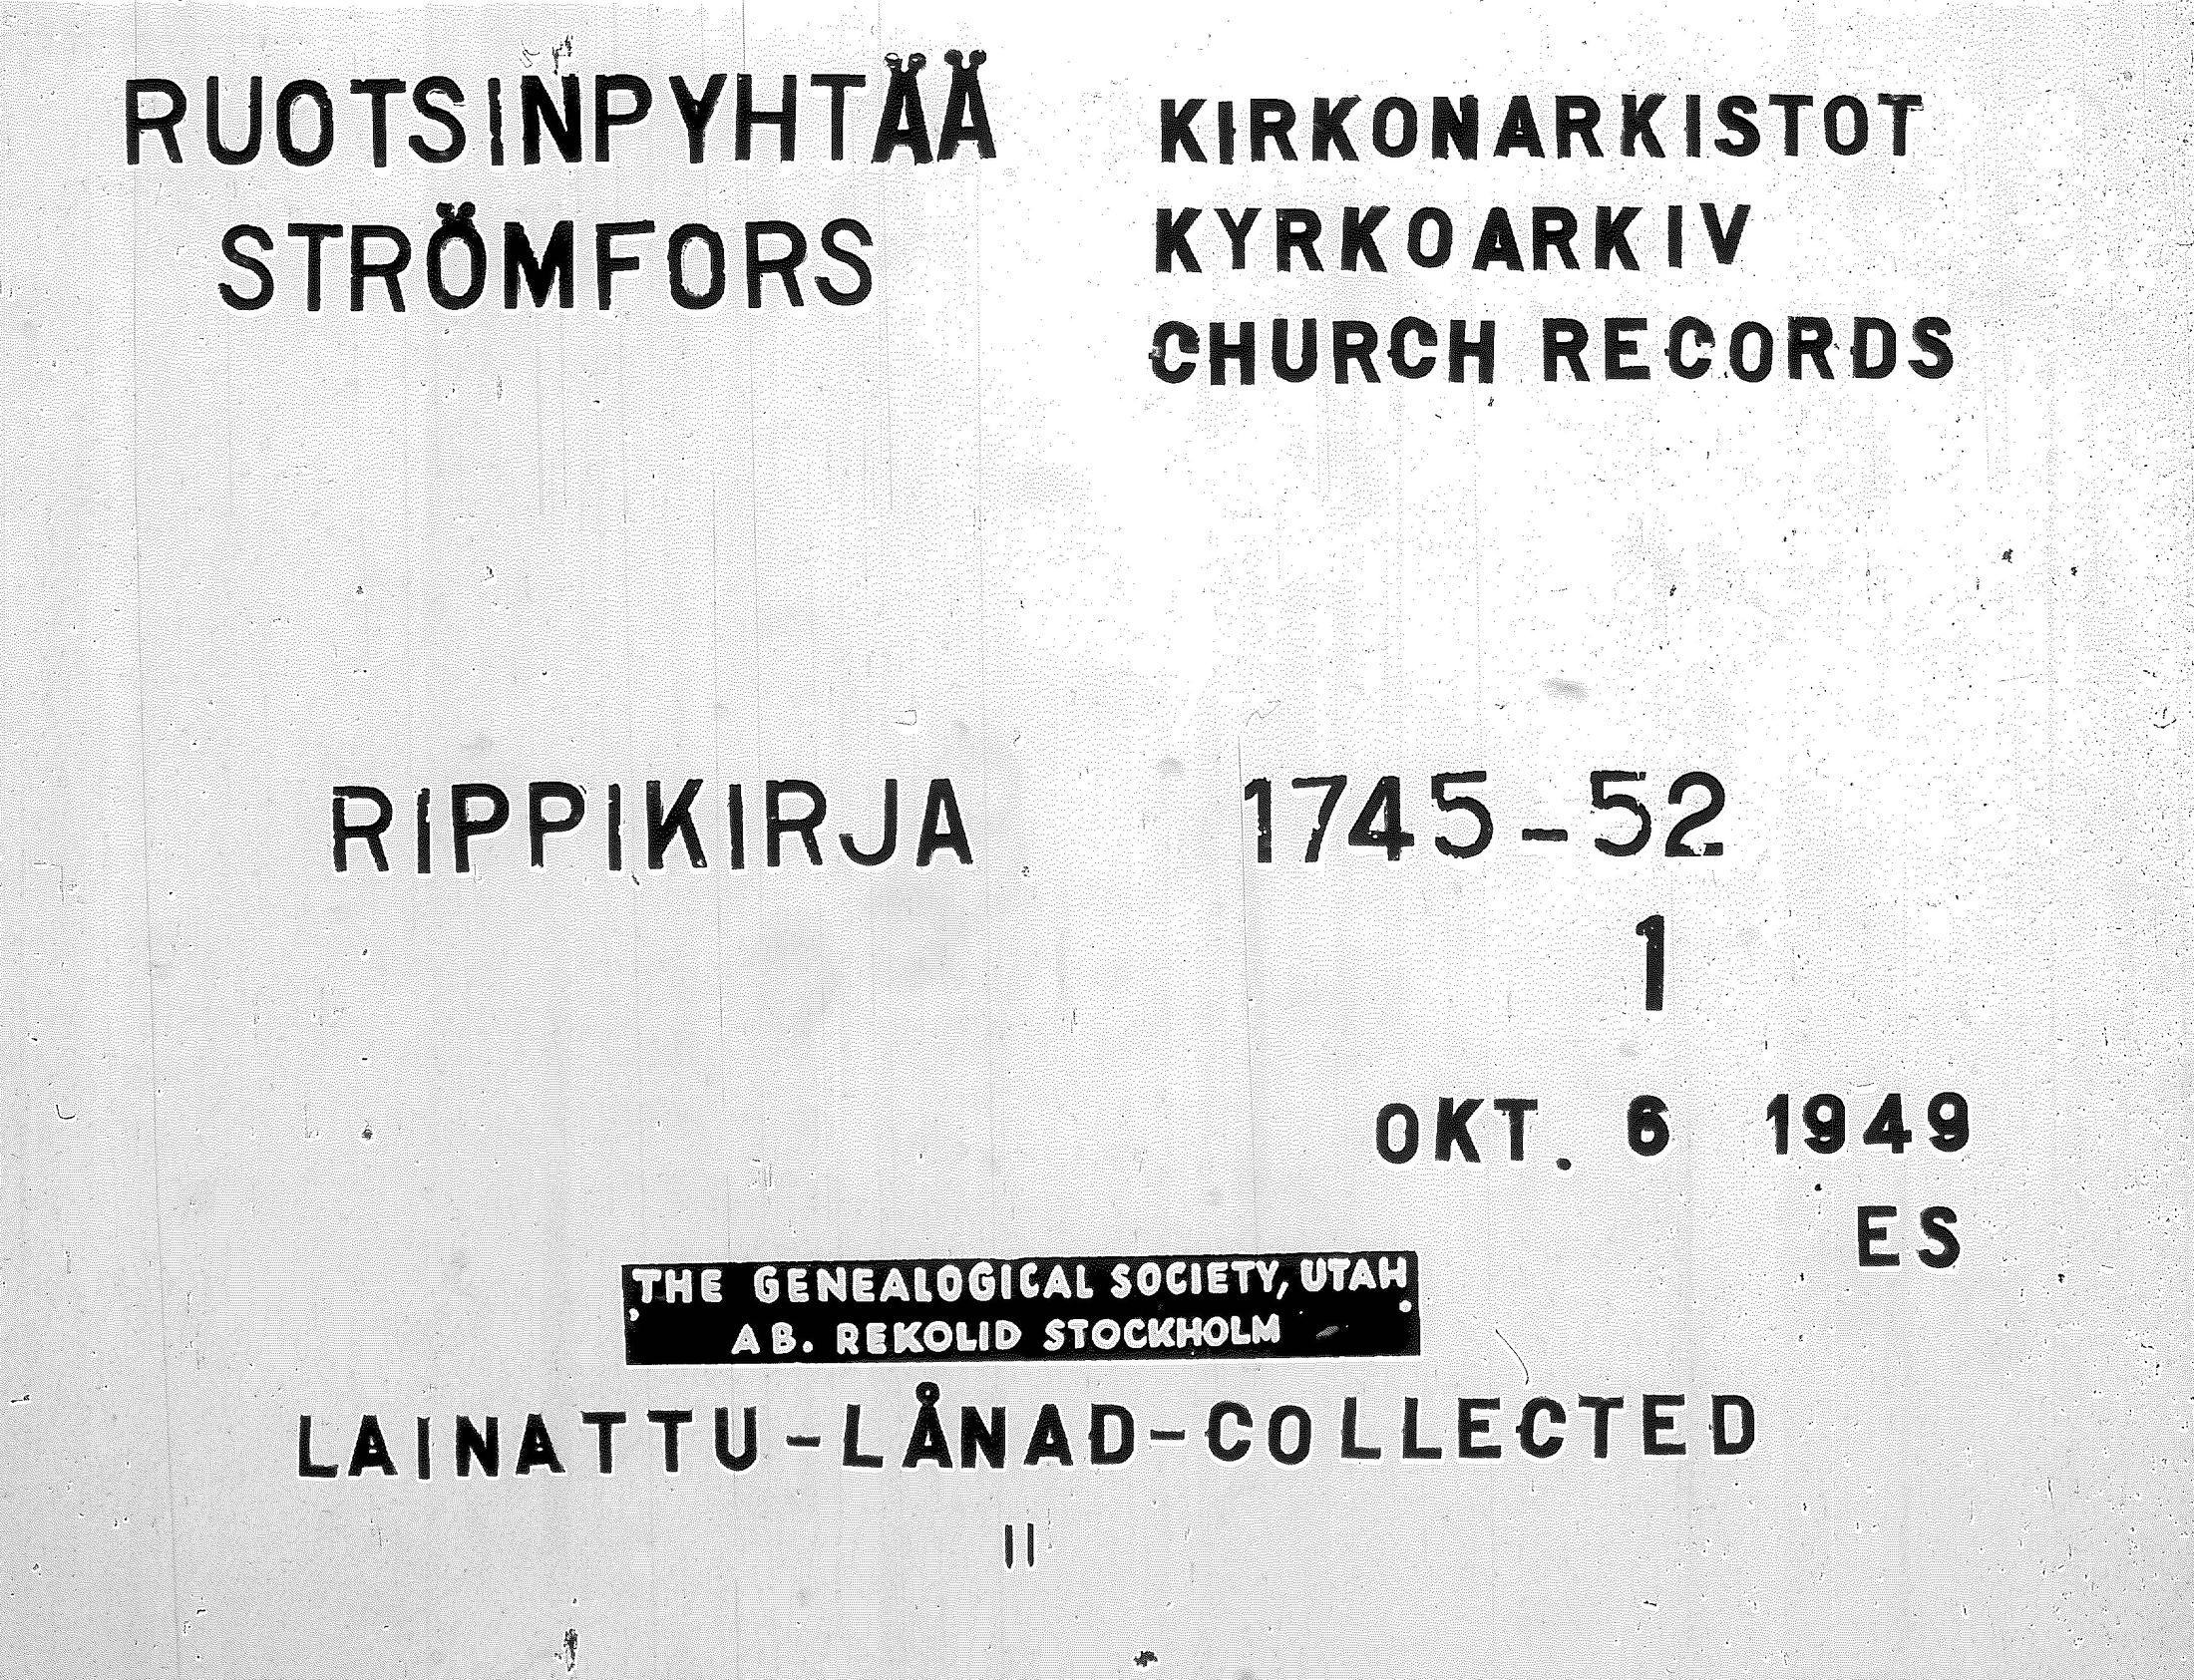 RUOTSINPYHTÄÄ
STRÖMFORS
KIRKONARKISTOT
KYRKOARKIV
CHURCH RECORDS
RIPPIKIRJA 1745-52
1
OKT. 6 1949
ES
THE GENEALOGICAL SOCIETY, UTAH
AB. REKOLID STOCKHOLM
LAINATTU-LÅNAD-COLLECTED
II